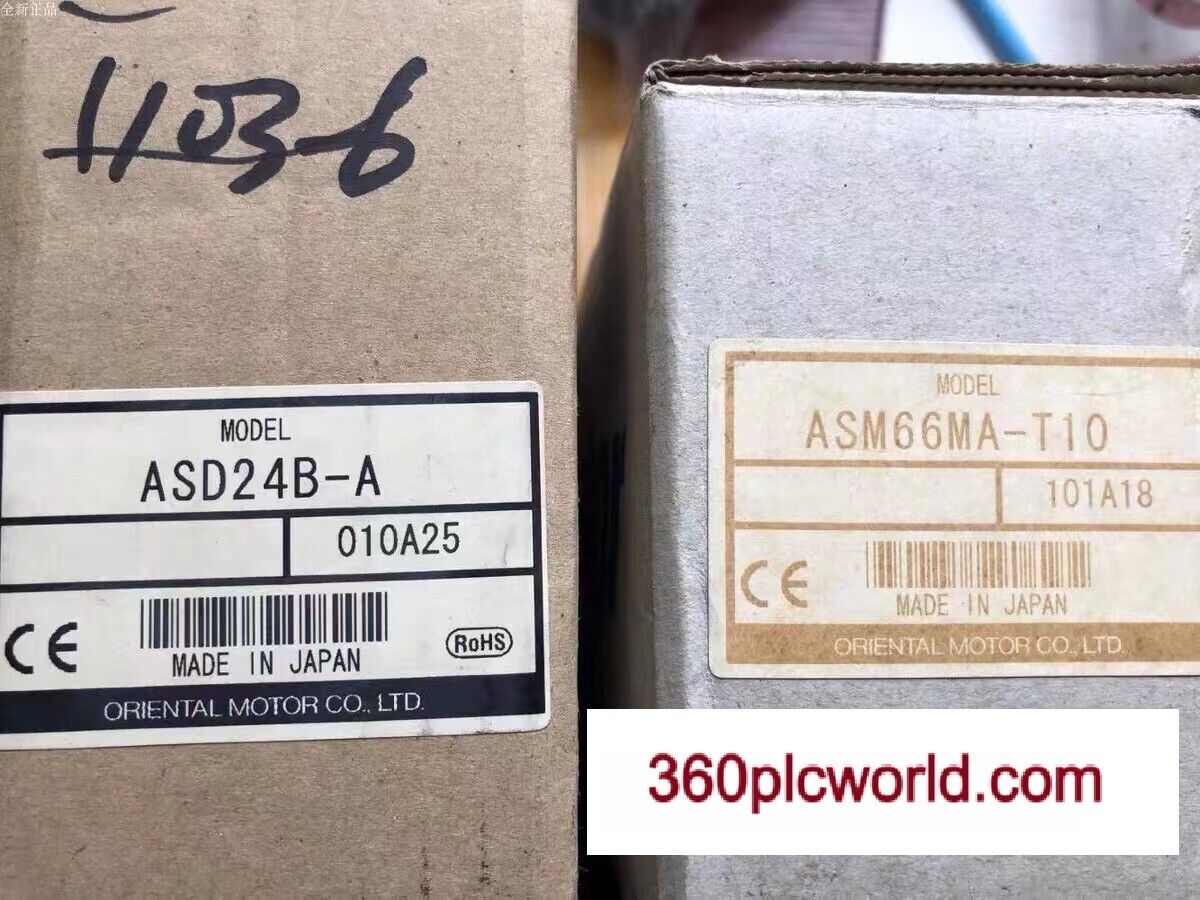 全新正品
1103-6
MODEL
ASD24B-A
010A25
CE
MADE IN JAPAN
RoHS
ORIENTAL MOTOR CO., LTD.
MODEL
ASM66MA-T10
101A18
CE
MADE IN JAPAN
ORIENTAL MOTOR CO., LTD.
360plcworld.com